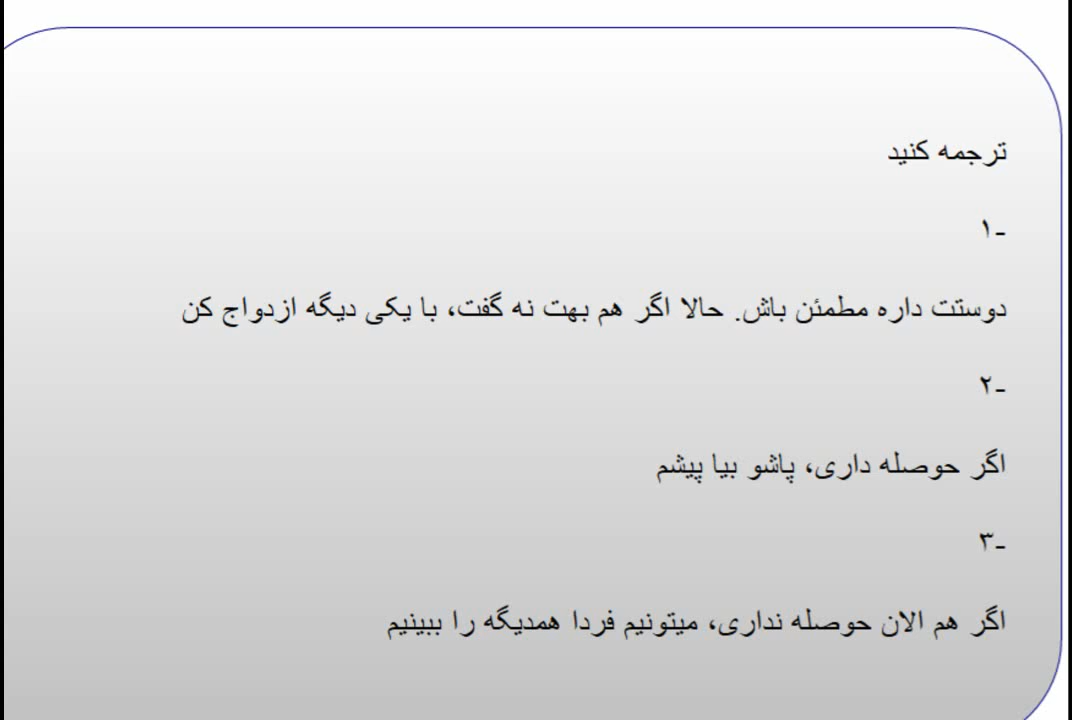 ترجمه کنید
۱-
دوستت داره مطمئن باش. حالا اگر هم بهت نه گفت، با یکی دیگه ازدواج کن
۲-
اگر حوصله داری، پاشو بیا پیشم
۳-
اگر هم الان حوصله نداری، میتونیم فردا همدیگه را ببینیم